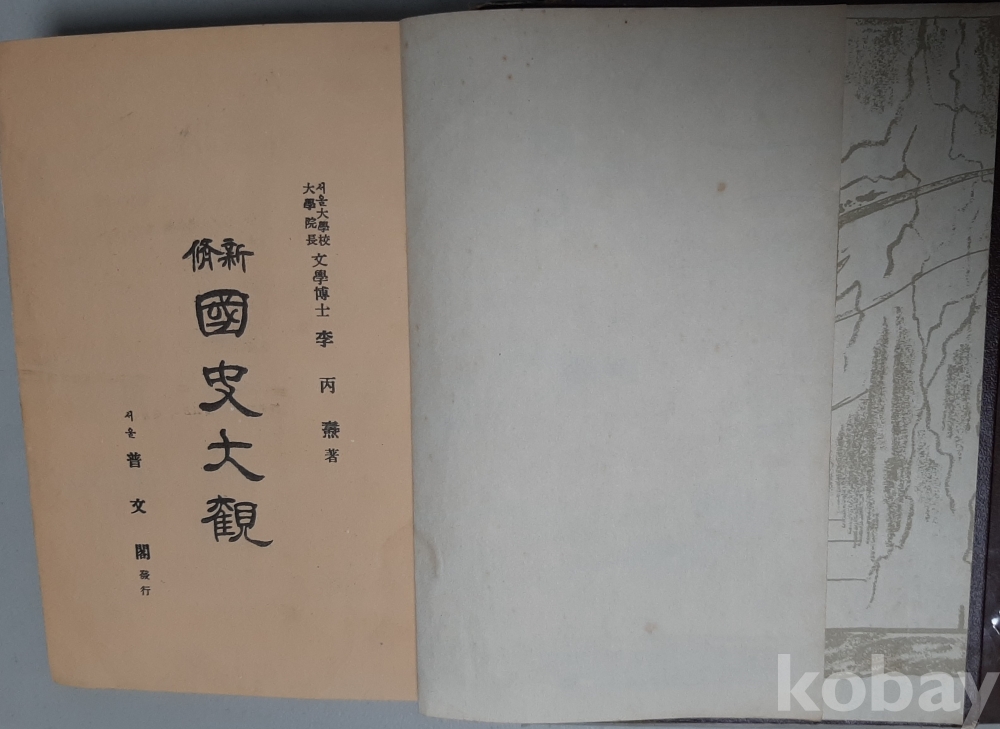 서울大學校
大學院長
文學博士 李丙燾 著
新脩
國史大觀
서울 普文閣 發行
kobay